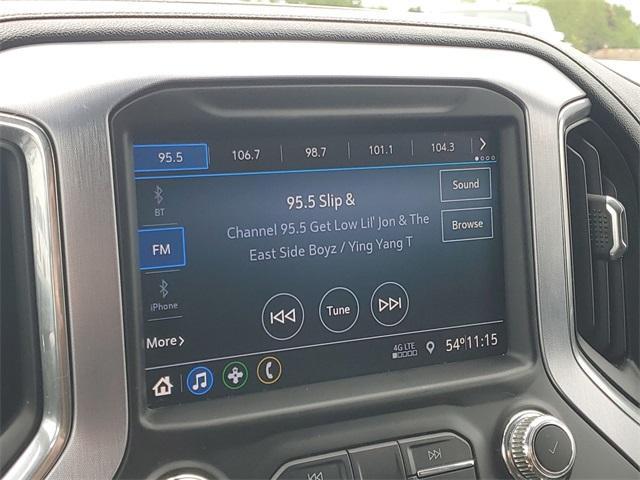 95.5 106.7 98.7 101.1 104.3
BT
FM
iPhone
More
95.5 Slip &
Channel 95.5 Get Low Lil' Jon & The
East Side Boyz / Ying Yang T
Sound
Browse
Tune
4G LTE
54° 11:15